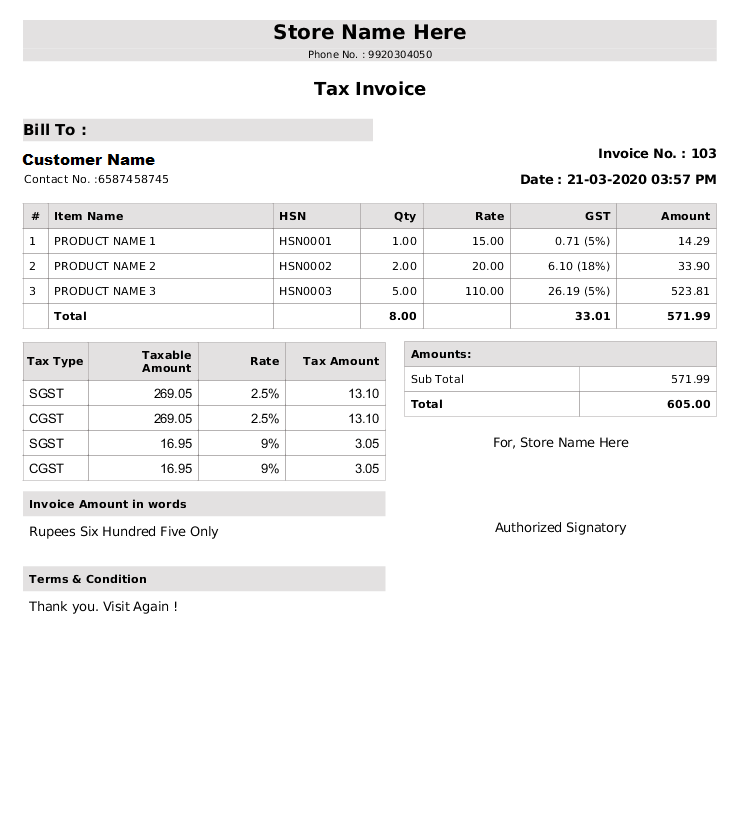 Store Name Here
Phone No. : 9920304050
Tax Invoice
Bill To :
Customer Name
Contact No. :6587458745
Invoice No. : 103
Date : 21-03-2020 03:57 PM
# Item Name HSN Qty Rate GST Amount
1 PRODUCT NAME 1 HSN0001 1.00 15.00 0.71 (5%) 14.29
2 PRODUCT NAME 2 HSN0002 2.00 20.00 6.10 (18%) 33.90
3 PRODUCT NAME 3 HSN0003 5.00 110.00 26.19 (5%) 523.81
Total 8.00 33.01 571.99
Tax Type Taxable Amount Rate Tax Amount
SGST 269.05 2.5% 13.10
CGST 269.05 2.5% 13.10
SGST 16.95 9% 3.05
CGST 16.95 9% 3.05
Amounts:
Sub Total 571.99
Total 605.00
For, Store Name Here
Authorized Signatory
Invoice Amount in words
Rupees Six Hundred Five Only
Terms & Condition
Thank you. Visit Again !